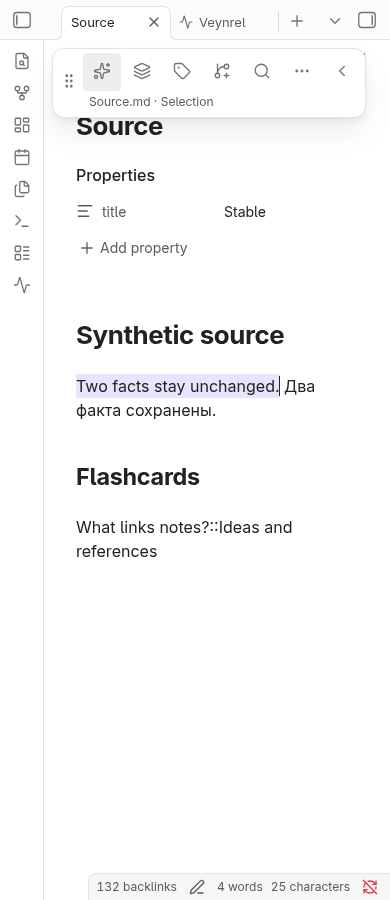 Source
Veynrel
Source.md · Selection
Source
Properties
title Stable
Add property
Synthetic source
Two facts stay unchanged. Два
факта сохранены.
Flashcards
What links notes?::Ideas and
references
132 backlinks 4 words 25 characters